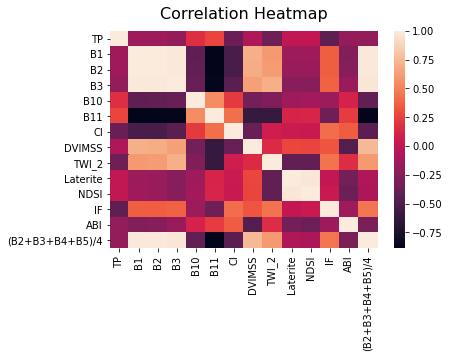 Correlation Heatmap
TP
B1
B2
B3
B10
B11
CI
DVIMSS
TWI_2
Laterite
NDSI
IF
ABI
(B2+B3+B4+B5)/4
TP
B1
B2
B3
B10
B11
CI
DVIMSS
TWI_2
Laterite
NDSI
IF
ABI
(B2+B3+B4+B5)/4
1.00
0.75
0.50
0.25
0.00
−0.25
−0.50
−0.75